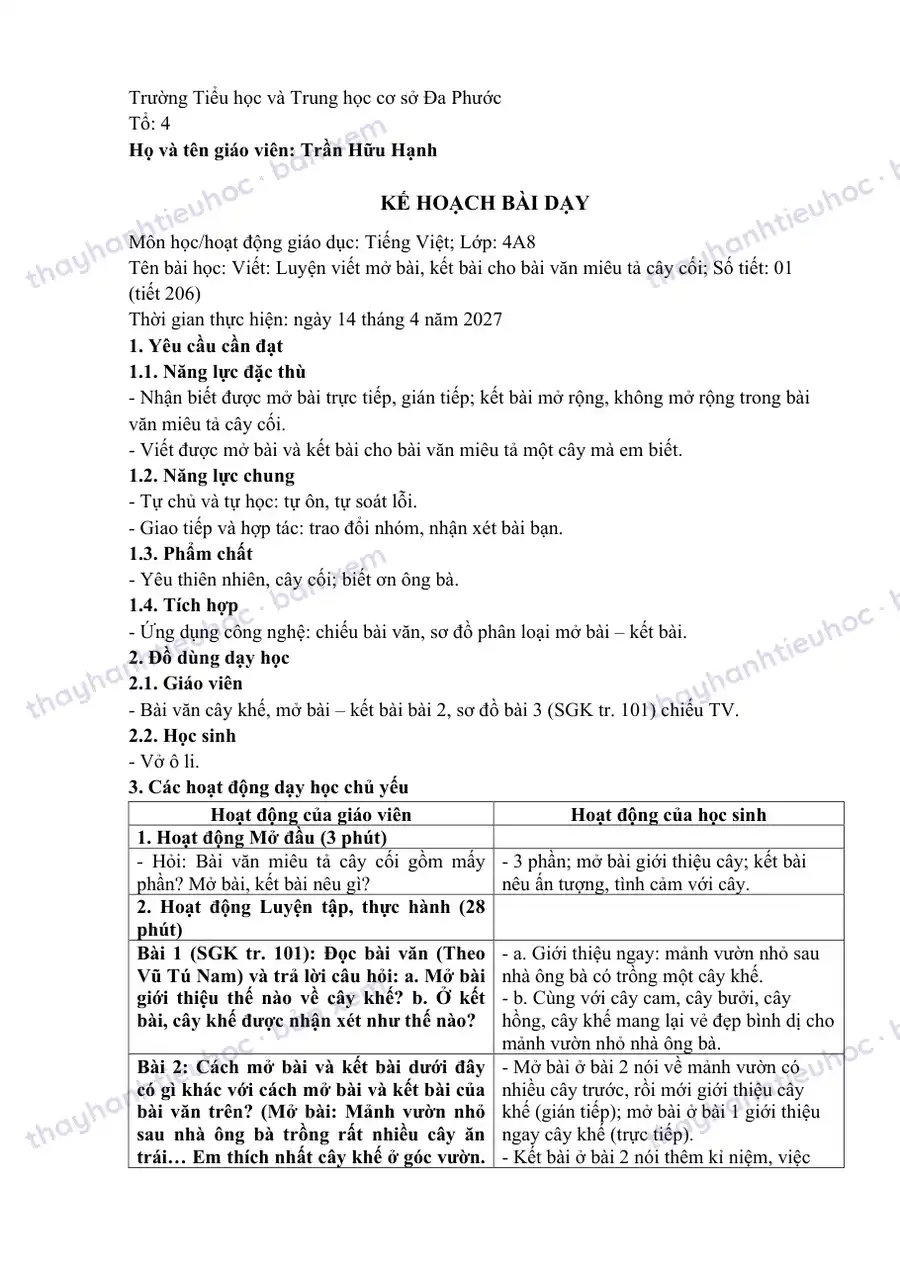 Trường Tiểu học và Trung học cơ sở Đa Phước
Tổ: 4
Họ và tên giáo viên: Trần Hữu Hạnh
KẾ HOẠCH BÀI DẠY
Môn học/hoạt động giáo dục: Tiếng Việt; Lớp: 4A8
Tên bài học: Viết: Luyện viết mở bài, kết bài cho bài văn miêu tả cây cối; Số tiết: 01
(tiết 206)
Thời gian thực hiện: ngày 14 tháng 4 năm 2027
1. Yêu cầu cần đạt
1.1. Năng lực đặc thù
- Nhận biết được mở bài trực tiếp, gián tiếp; kết bài mở rộng, không mở rộng trong bài
văn miêu tả cây cối.
- Viết được mở bài và kết bài cho bài văn miêu tả một cây mà em biết.
1.2. Năng lực chung
- Tự chủ và tự học: tự ôn, tự soát lỗi.
- Giao tiếp và hợp tác: trao đổi nhóm, nhận xét bài bạn.
1.3. Phẩm chất
- Yêu thiên nhiên, cây cối; biết ơn ông bà.
1.4. Tích hợp
- Ứng dụng công nghệ: chiếu bài văn, sơ đồ phân loại mở bài – kết bài.
2. Đồ dùng dạy học
2.1. Giáo viên
- Bài văn cây khế, mở bài – kết bài bài 2, sơ đồ bài 3 (SGK tr. 101) chiếu TV.
2.2. Học sinh
- Vở ô li.
3. Các hoạt động dạy học chủ yếu
Hoạt động của giáo viên
Hoạt động của học sinh
1. Hoạt động Mở đầu (3 phút)
- Hỏi: Bài văn miêu tả cây cối gồm mấy
phần? Mở bài, kết bài nêu gì?
- 3 phần; mở bài giới thiệu cây; kết bài
nêu ấn tượng, tình cảm với cây.
2. Hoạt động Luyện tập, thực hành (28
phút)
Bài 1 (SGK tr. 101): Đọc bài văn (Theo
Vũ Tú Nam) và trả lời câu hỏi: a. Mở bài
giới thiệu thế nào về cây khế? b. Ở kết
bài, cây khế được nhận xét như thế nào?
- a. Giới thiệu ngay: mảnh vườn nhỏ sau
nhà ông bà có trồng một cây khế.
- b. Cùng với cây cam, cây bưởi, cây
hồng, cây khế mang lại vẻ đẹp bình dị cho
mảnh vườn nhỏ nhà ông bà.
Bài 2: Cách mở bài và kết bài dưới đây
có gì khác với cách mở bài và kết bài của
bài văn trên? (Mở bài: Mảnh vườn nhỏ
sau nhà ông bà trồng rất nhiều cây ăn
trái… Em thích nhất cây khế ở góc vườn.
- Mở bài ở bài 2 nói về mảnh vườn có
nhiều cây trước, rồi mới giới thiệu cây
khế (gián tiếp); mở bài ở bài 1 giới thiệu
ngay cây khế (trực tiếp).
- Kết bài ở bài 2 nói thêm kỉ niệm, việc
thayhanhtieuhoc · bản xem
thayhanhtieuhoc · b
thayhanhtieuhoc · bản xem
thayhanhtieuhoc · b
thayhanhtieuhoc · bản xem
thayhanhtieuhoc · b